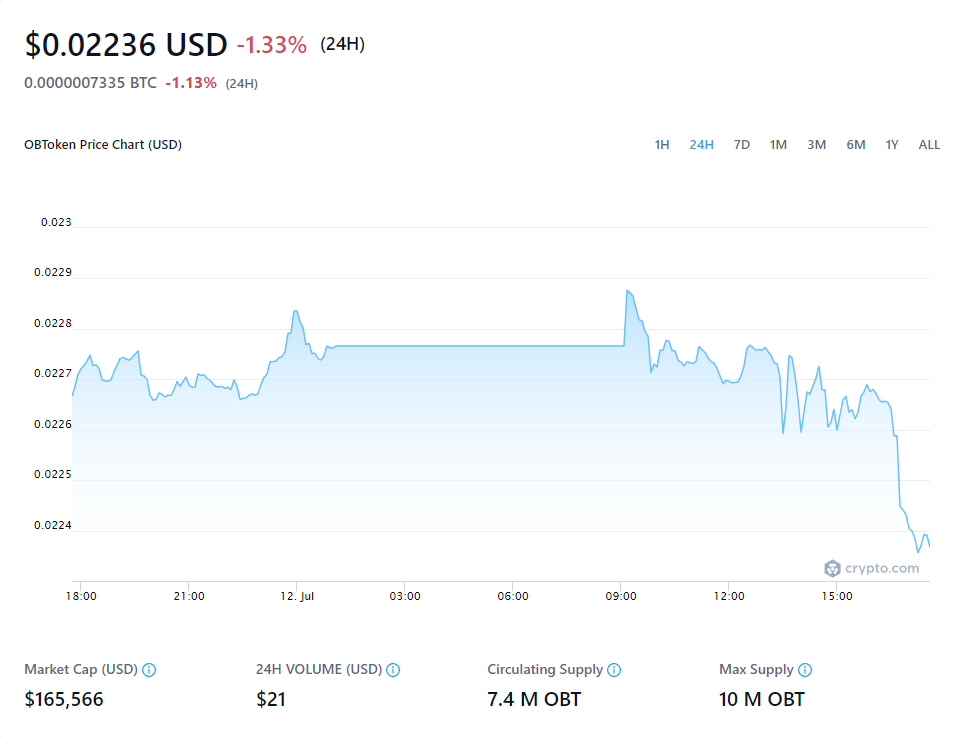 $0.02236 USD -1.33% (24H)
0.0000007335 BTC -1.13% (24H)
OBToken Price Chart (USD) 1H 24H 7D 1M 3M 6M 1Y ALL
0.023
0.0229
0.0228
0.0227
0.0226
0.0225
0.0224
crypto.com
18:00 21:00 12. Jul 03:00 06:00 09:00 12:00 15:00
Market Cap (USD) 24H VOLUME (USD) Circulating Supply Max Supply
$165,566 $21 7.4 M OBT 10 M OBT